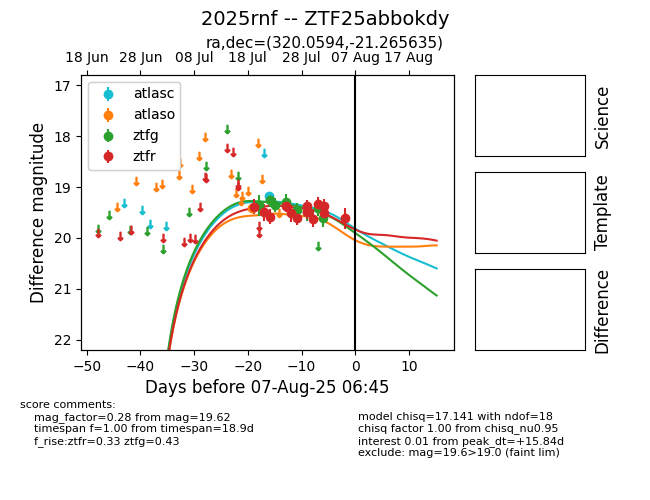 2025rnf -- ZTF25abbokdy
ra,dec=(320.0594,-21.265635)
18 Jun 28 Jun 08 Jul 18 Jul 28 Jul 07 Aug 17 Aug
atlasc
atlaso
ztfg
ztfr
17
18
19
20
21
22
Difference magnitude
−50 −40 −30 −20 −10 0 10
Days before 07-Aug-25 06:45
Science
Template
Difference
score comments:
mag_factor=0.28 from mag=19.62
timespan f=1.00 from timespan=18.9d
f_rise:ztfr=0.33 ztfg=0.43
model chisq=17.141 with ndof=18
chisq factor 1.00 from chisq_nu0.95
interest 0.01 from peak_dt=+15.84d
exclude: mag=19.6>19.0 (faint lim)